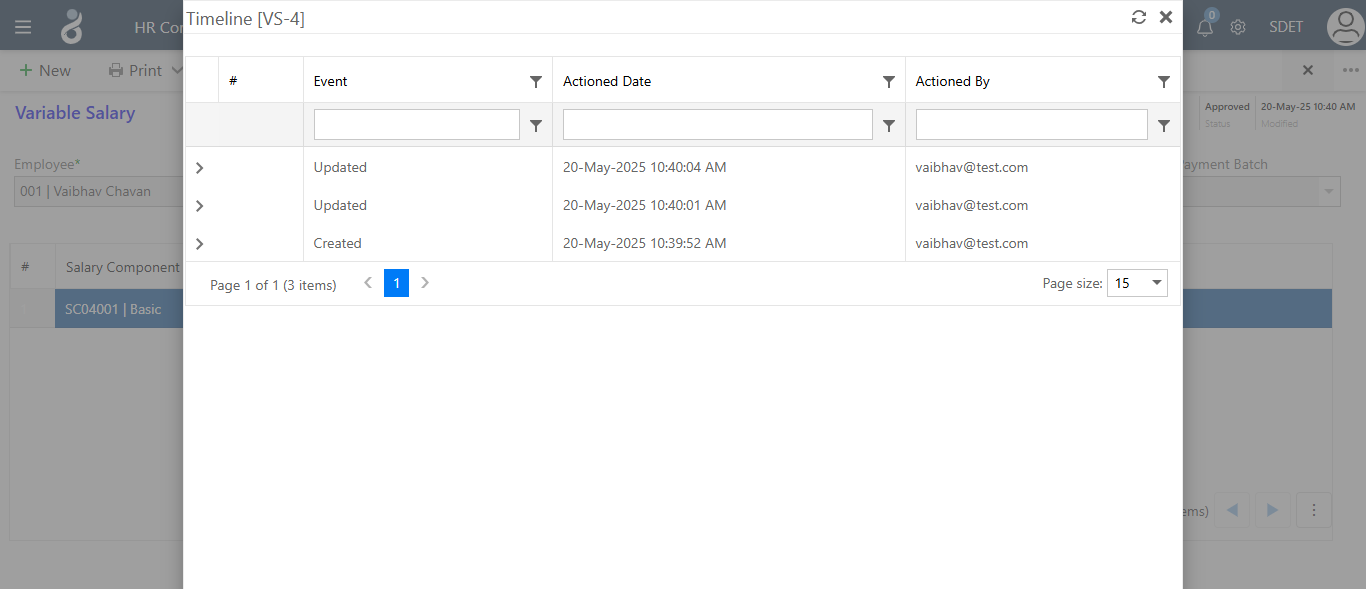 Timeline [VS-4]
HR Co
0
SDET
New
Print
Variable Salary
Approved
Status
20-May-25 10:40 AM
Modified
# Event Actioned Date Actioned By
Employee*
001 | Vaibhav Chavan
ayment Batch
Updated 20-May-2025 10:40:04 AM vaibhav@test.com
Updated 20-May-2025 10:40:01 AM vaibhav@test.com
Created 20-May-2025 10:39:52 AM vaibhav@test.com
# Salary Component
Page 1 of 1 (3 items) 1 Page size: 15
SC04001 | Basic
ems)